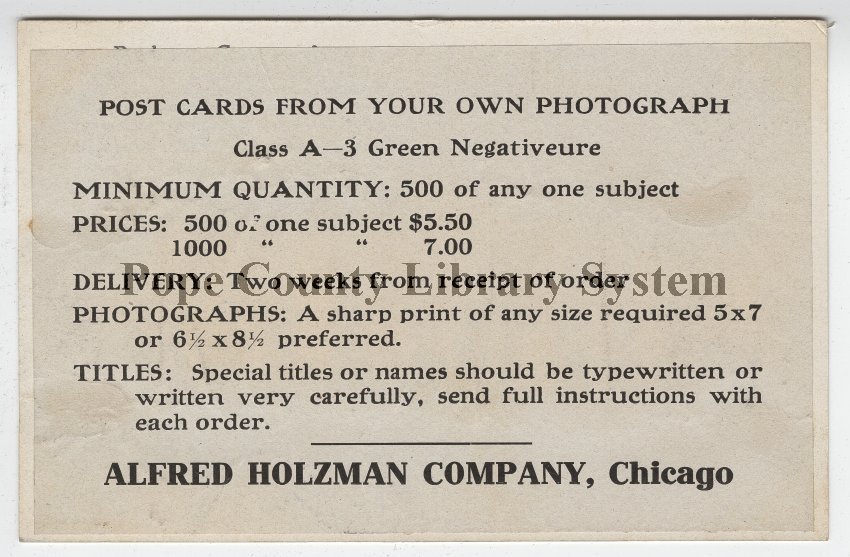 POST CARDS FROM YOUR OWN PHOTOGRAPH
Class A—3 Green Negativeure
MINIMUM QUANTITY: 500 of any one subject
PRICES: 500 of one subject $5.50
1000 “ “ 7.00
DELIVERY: Two weeks from receipt of order
Pope County Library System
PHOTOGRAPHS: A sharp print of any size required 5x7
or 6½ x 8½ preferred.
TITLES: Special titles or names should be typewritten or
written very carefully, send full instructions with
each order.
ALFRED HOLZMAN COMPANY, Chicago